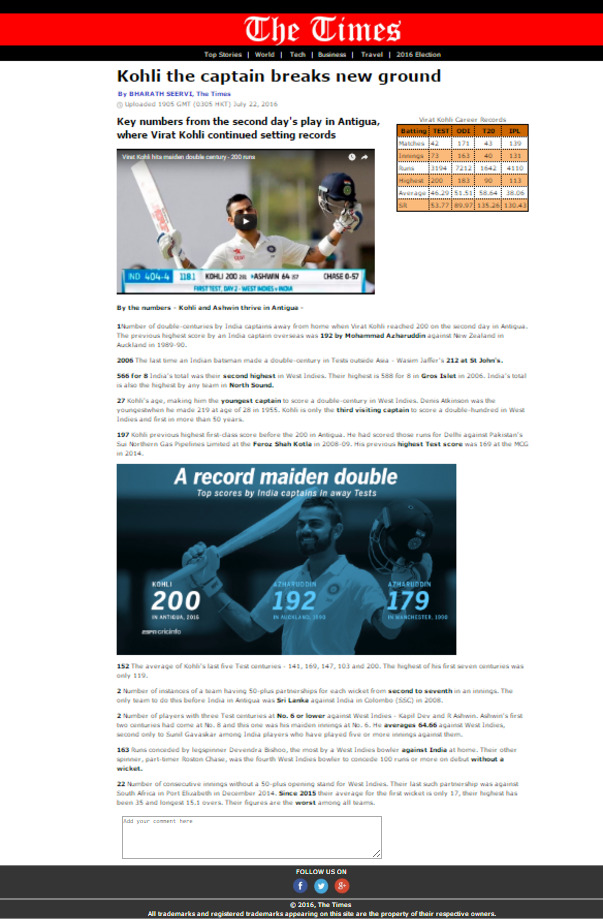 The Times
Top Stories | World | Tech | Business | Travel | 2016 Election
Kohli the captain breaks new ground
By BHARATH SEERVI, The Times
Uploaded 1905 GMT (0305 HKT) July 22, 2016
Key numbers from the second day's play in Antigua,
where Virat Kohli continued setting records
Virat Kohli hits maiden double century - 200 runs
IND 404-4 118.1 KOHLI 200 281 ASHWIN 64 CHASE 0-57
FIRST TEST, DAY 2 - WEST INDIES v INDIA
Virat Kohli Career Records
Batting TEST ODI T20 IPL
Matches 42 171 43 139
Innings 73 163 40 131
Runs 3194 7212 1642 4110
Highest 200 183 90 113
Average 46.29 51.51 58.64 38.06
SR 53.77 89.97 135.26 130.43
By the numbers - Kohli and Ashwin thrive in Antigua -
1Number of double-centuries by India captains away from home when Virat Kohli reached 200 on the second day in Antigua.
The previous highest score by an India captain overseas was 192 by Mohammad Azharuddin against New Zealand in
Auckland in 1989-90.
2006 The last time an Indian batsman made a double-century in Tests outside Asia - Wasim Jaffer's 212 at St John's.
566 for 8 India's total was their second highest in West Indies. Their highest is 588 for 8 in Gros Islet in 2006. India's total
is also the highest by any team in North Sound.
27 Kohli's age, making him the youngest captain to score a double-century in West Indies. Denis Atkinson was the
youngestwhen he made 219 at age of 28 in 1955. Kohli is only the third visiting captain to score a double-hundred in West
Indies and first in more than 50 years.
197 Kohli previous highest first-class score before the 200 in Antigua. He had scored those runs for Delhi against Pakistan's
Sui Northern Gas Pipelines Limited at the Feroz Shah Kotla in 2008-09. His previous highest Test score was 169 at the MCG
in 2014.
A record maiden double
Top scores by India captains in away Tests
KOHLI AZHARUDDIN AZHARUDDIN
200 192 179
IN ANTIGUA, 2016 IN AUCKLAND, 1990 IN MANCHESTER, 1990
ESPN cricinfo
152 The average of Kohli's last five Test centuries - 141, 169, 147, 103 and 200. The highest of his first seven centuries was
only 119.
2 Number of instances of a team having 50-plus partnerships for each wicket from second to seventh in an innings. The
only team to do this before India in Antigua was Sri Lanka against India in Colombo (SSC) in 2008.
2 Number of players with three Test centuries at No. 6 or lower against West Indies - Kapil Dev and R Ashwin. Ashwin's first
two centuries had come at No. 8 and this one was his maiden innings at No. 6. He averages 64.66 against West Indies,
second only to Sunil Gavaskar among India players who have played five or more innings against them.
163 Runs conceded by legspinner Devendra Bishoo, the most by a West Indies bowler against India at home. Their other
spinner, part-timer Roston Chase, was the fourth West Indies bowler to concede 100 runs or more on debut without a
wicket.
22 Number of consecutive innings without a 50-plus opening stand for West Indies. Their last such partnership was against
South Africa in Port Elizabeth in December 2014. Since 2015 their average for the first wicket is only 17, their highest has
been 35 and longest 15.1 overs. Their figures are the worst among all teams.
Add your comment here
FOLLOW US ON
© 2016, The Times
All trademarks and registered trademarks appearing on this site are the property of their respective owners.